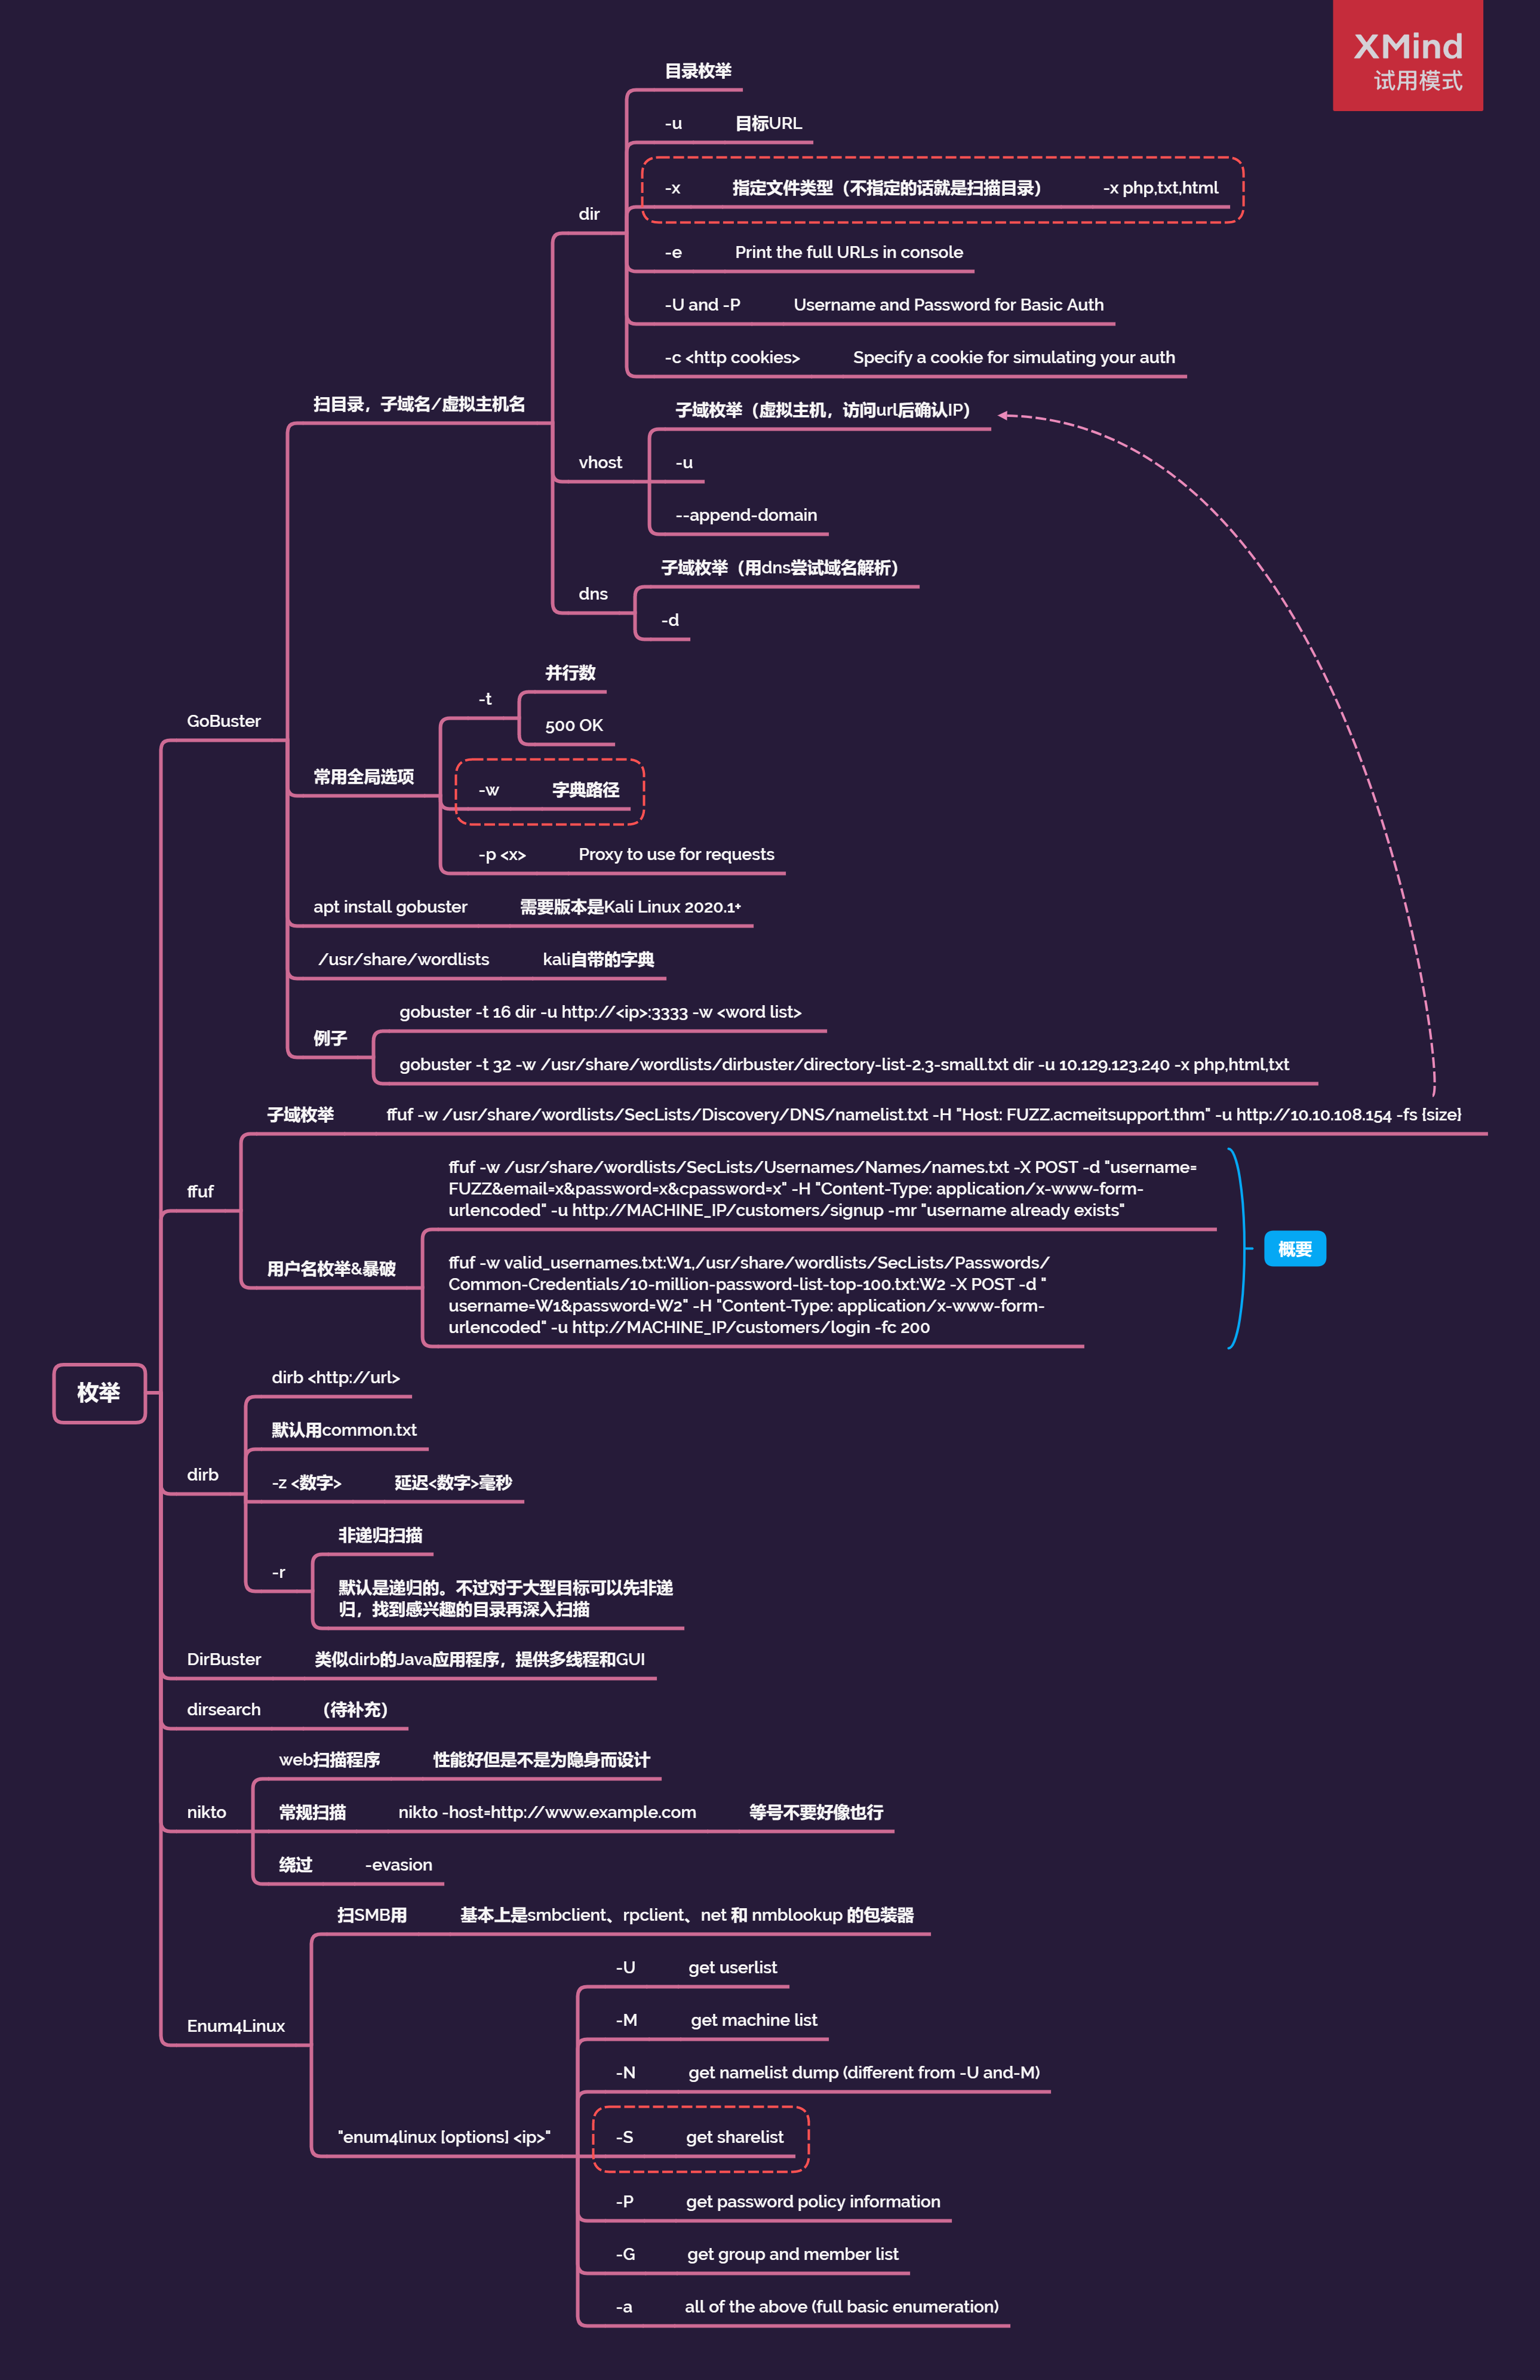 XMind
试用模式
目录枚举
-u 目标URL
-x 指定文件类型（不指定的话就是扫描目录） -x php,txt,html
dir
-e Print the full URLs in console
-U and -P Username and Password for Basic Auth
-c <http cookies> Specify a cookie for simulating your auth
扫目录，子域名/虚拟主机名
子域枚举（虚拟主机，访问url后确认IP）
vhost
-u
--append-domain
子域枚举（用dns尝试域名解析）
dns
-d
并行数
-t
500 OK
GoBuster
常用全局选项
-w 字典路径
-p <x> Proxy to use for requests
apt install gobuster 需要版本是Kali Linux 2020.1+
/usr/share/wordlists kali自带的字典
例子
gobuster -t 16 dir -u http://<ip>:3333 -w <word list>
gobuster -t 32 -w /usr/share/wordlists/dirbuster/directory-list-2.3-small.txt dir -u 10.129.123.240 -x php,html,txt
子域枚举 ffuf -w /usr/share/wordlists/SecLists/Discovery/DNS/namelist.txt -H "Host: FUZZ.acmeitsupport.thm" -u http://10.10.108.154 -fs {size}
ffuf
ffuf -w /usr/share/wordlists/SecLists/Usernames/Names/names.txt -X POST -d "username=
FUZZ&email=x&password=x&cpassword=x" -H "Content-Type: application/x-www-form-
urlencoded" -u http://MACHINE_IP/customers/signup -mr "username already exists"
用户名枚举&暴破
概要
ffuf -w valid_usernames.txt:W1,/usr/share/wordlists/SecLists/Passwords/
Common-Credentials/10-million-password-list-top-100.txt:W2 -X POST -d "
username=W1&password=W2" -H "Content-Type: application/x-www-form-
urlencoded" -u http://MACHINE_IP/customers/login -fc 200
枚举
dirb <http://url>
默认用common.txt
dirb
-z <数字> 延迟<数字>毫秒
非递归扫描
-r
默认是递归的。不过对于大型目标可以先非递
归，找到感兴趣的目录再深入扫描
DirBuster 类似dirb的Java应用程序，提供多线程和GUI
dirsearch （待补充）
web扫描程序 性能好但是不是为隐身而设计
nikto
常规扫描 nikto -host=http://www.example.com 等号不要好像也行
绕过 -evasion
扫SMB用 基本上是smbclient、rpclient、net 和 nmblookup 的包装器
Enum4Linux
-U get userlist
-M get machine list
-N get namelist dump (different from -U and-M)
"enum4linux [options] <ip>"
-S get sharelist
-P get password policy information
-G get group and member list
-a all of the above (full basic enumeration)